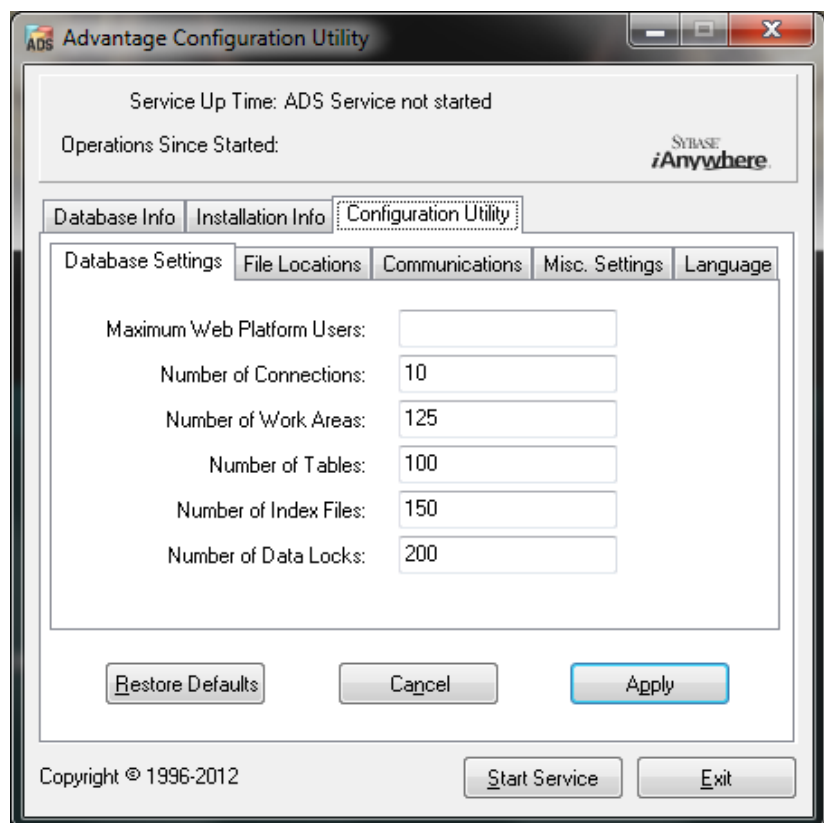 ADS Advantage Configuration Utility
Service Up Time: ADS Service not started
Operations Since Started:
SYBASE
iAnywhere.
Database Info Installation Info Configuration Utility
Database Settings File Locations Communications Misc. Settings Language
Maximum Web Platform Users:
Number of Connections: 10
Number of Work Areas: 125
Number of Tables: 100
Number of Index Files: 150
Number of Data Locks: 200
Restore Defaults Cancel Apply
Copyright © 1996-2012 Start Service Exit